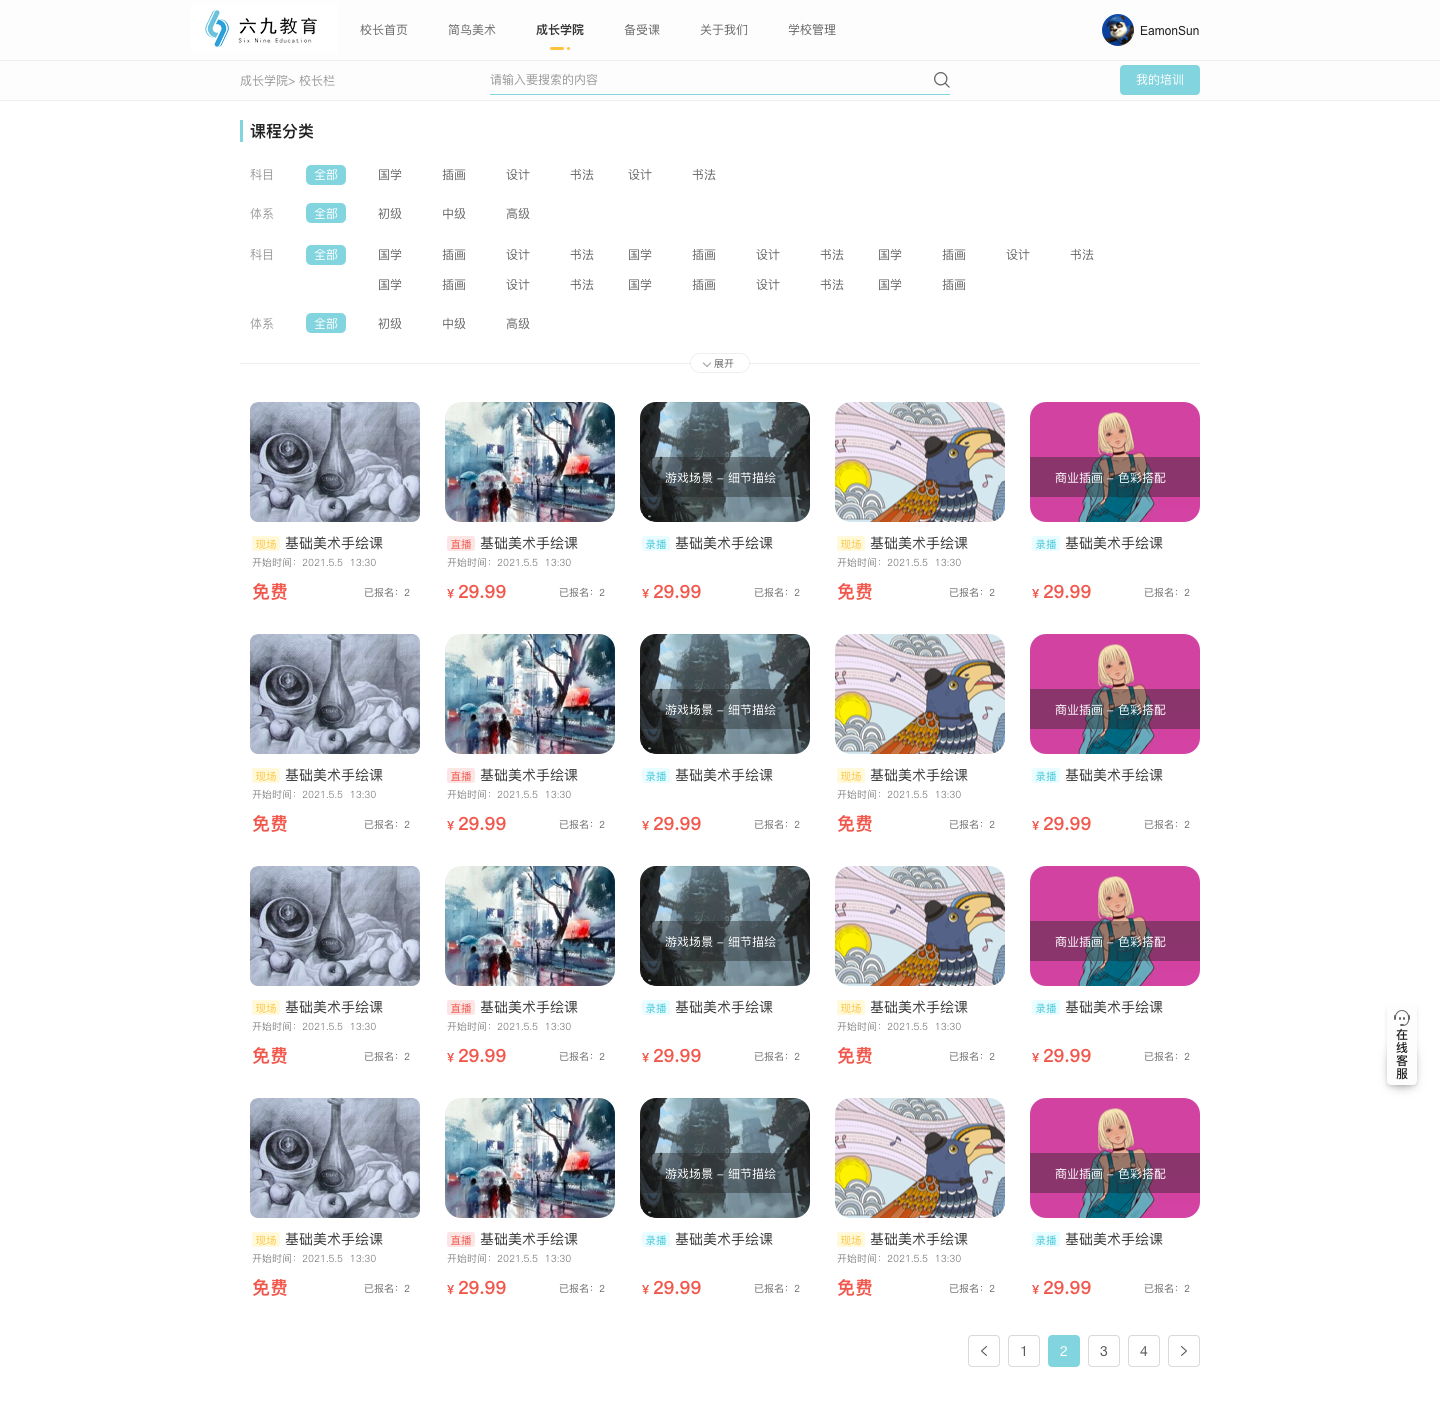 六九教育
Six Nine Education
校长首页 简鸟美术 成长学院 备受课 关于我们 学校管理
EamonSun
成长学院> 校长栏
请输入要搜索的内容
我的培训
课程分类
科目 全部 国学 插画 设计 书法 设计 书法
体系 全部 初级 中级 高级
科目 全部 国学 插画 设计 书法 国学 插画 设计 书法 国学 插画 设计 书法
国学 插画 设计 书法 国学 插画 设计 书法 国学 插画
体系 全部 初级 中级 高级
展开
游戏场景 – 细节描绘 商业插画 – 色彩搭配
现场 基础美术手绘课 直播 基础美术手绘课 录播 基础美术手绘课 现场 基础美术手绘课 录播 基础美术手绘课
开始时间：2021.5.5 13:30 开始时间：2021.5.5 13:30 开始时间：2021.5.5 13:30
免费 已报名：2 ¥ 29.99 已报名：2 ¥ 29.99 已报名：2 免费 已报名：2 ¥ 29.99 已报名：2
游戏场景 – 细节描绘 商业插画 – 色彩搭配
现场 基础美术手绘课 直播 基础美术手绘课 录播 基础美术手绘课 现场 基础美术手绘课 录播 基础美术手绘课
开始时间：2021.5.5 13:30 开始时间：2021.5.5 13:30 开始时间：2021.5.5 13:30
免费 已报名：2 ¥ 29.99 已报名：2 ¥ 29.99 已报名：2 免费 已报名：2 ¥ 29.99 已报名：2
游戏场景 – 细节描绘 商业插画 – 色彩搭配
现场 基础美术手绘课 直播 基础美术手绘课 录播 基础美术手绘课 现场 基础美术手绘课 录播 基础美术手绘课
开始时间：2021.5.5 13:30 开始时间：2021.5.5 13:30 开始时间：2021.5.5 13:30
免费 已报名：2 ¥ 29.99 已报名：2 ¥ 29.99 已报名：2 免费 已报名：2 ¥ 29.99 已报名：2
在线客服
游戏场景 – 细节描绘 商业插画 – 色彩搭配
现场 基础美术手绘课 直播 基础美术手绘课 录播 基础美术手绘课 现场 基础美术手绘课 录播 基础美术手绘课
开始时间：2021.5.5 13:30 开始时间：2021.5.5 13:30 开始时间：2021.5.5 13:30
免费 已报名：2 ¥ 29.99 已报名：2 ¥ 29.99 已报名：2 免费 已报名：2 ¥ 29.99 已报名：2
1 2 3 4